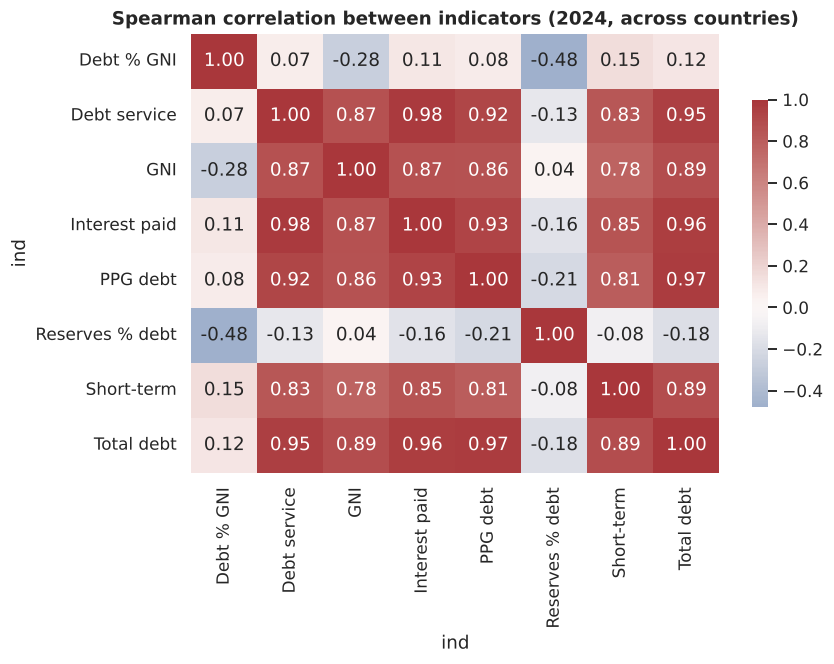 Spearman correlation between indicators (2024, across countries)
Debt % GNI 1.00 0.07 -0.28 0.11 0.08 -0.48 0.15 0.12
Debt service 0.07 1.00 0.87 0.98 0.92 -0.13 0.83 0.95
GNI -0.28 0.87 1.00 0.87 0.86 0.04 0.78 0.89
Interest paid 0.11 0.98 0.87 1.00 0.93 -0.16 0.85 0.96
PPG debt 0.08 0.92 0.86 0.93 1.00 -0.21 0.81 0.97
Reserves % debt -0.48 -0.13 0.04 -0.16 -0.21 1.00 -0.08 -0.18
Short-term 0.15 0.83 0.78 0.85 0.81 -0.08 1.00 0.89
Total debt 0.12 0.95 0.89 0.96 0.97 -0.18 0.89 1.00
ind
Debt % GNI
Debt service
GNI
Interest paid
PPG debt
Reserves % debt
Short-term
Total debt
ind
1.0
0.8
0.6
0.4
0.2
0.0
−0.2
−0.4